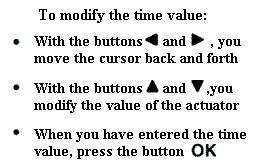 To modify the time value:
• With the buttons ◀ and ▶ , you
move the cursor back and forth
• With the buttons ▲ and ▼,you
modify the value of the actuator
• When you have entered the time
value, press the button OK